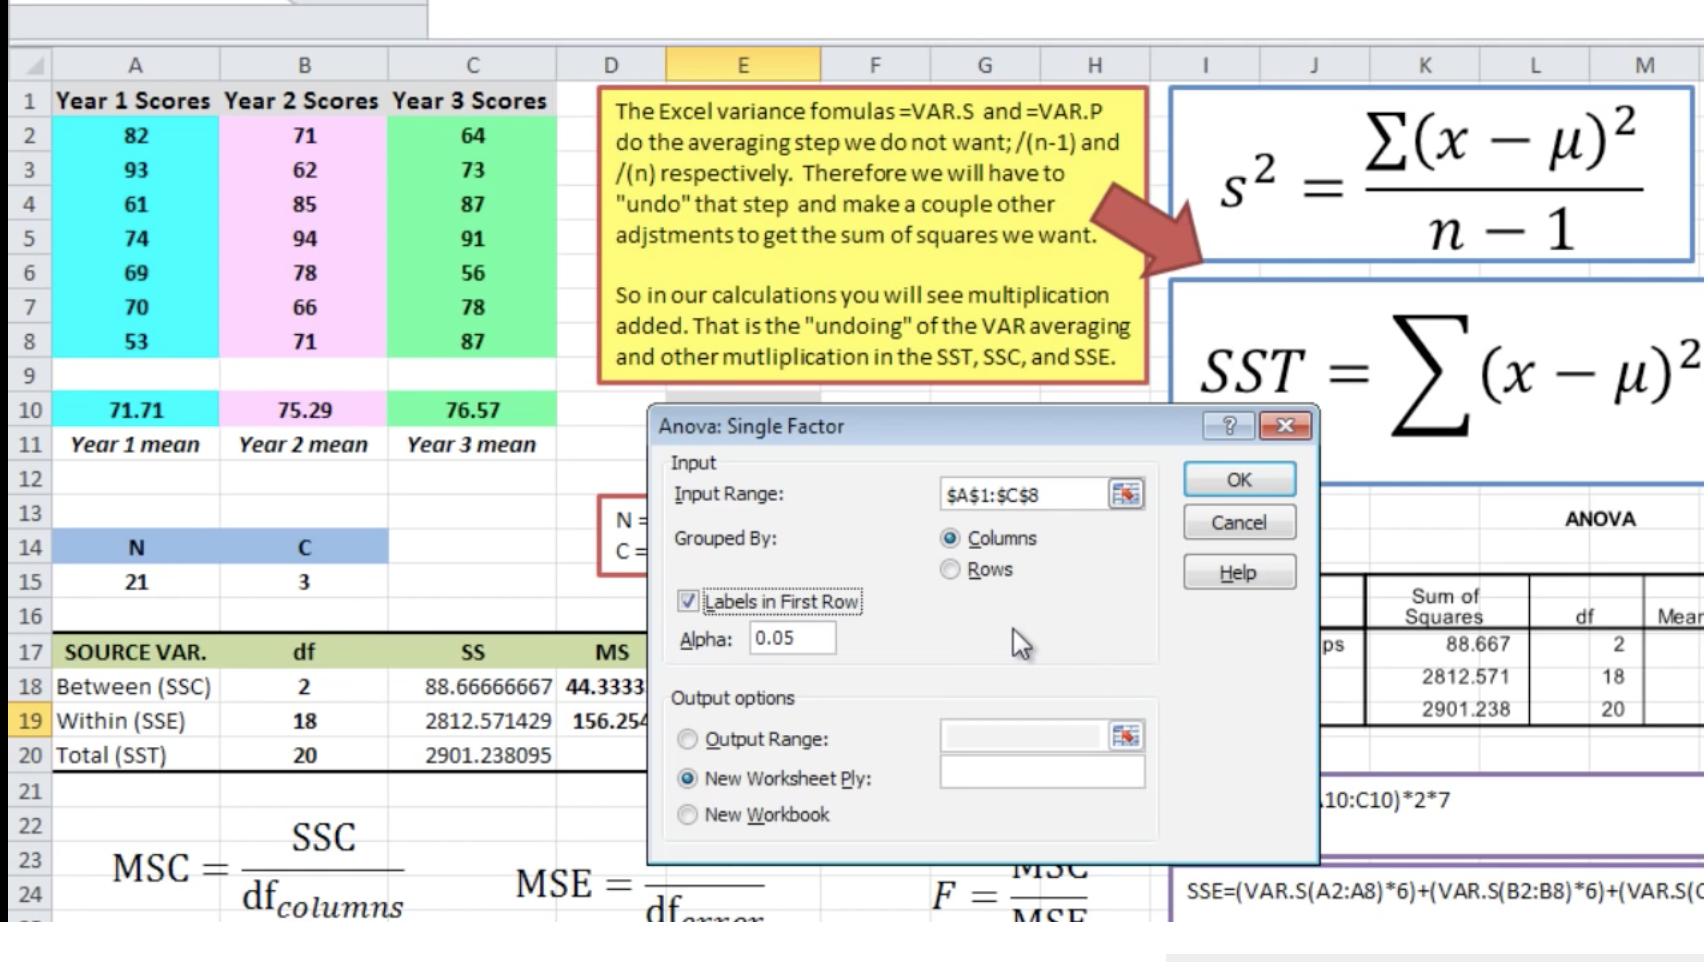 A B C D E F G H I J K L M
1 Year 1 Scores Year 2 Scores Year 3 Scores
2 82 71 64
3 93 62 73
4 61 85 87
5 74 94 91
6 69 78 56
7 70 66 78
8 53 71 87
9
10 71.71 75.29 76.57
11 Year 1 mean Year 2 mean Year 3 mean
12
13
14 N C
15 21 3
16
17 SOURCE VAR. df SS MS
18 Between (SSC) 2 88.66666667 44.3333
19 Within (SSE) 18 2812.571429 156.254
20 Total (SST) 20 2901.238095
21
22
23
24
The Excel variance fomulas =VAR.S and =VAR.P
do the averaging step we do not want; /(n-1) and
/(n) respectively. Therefore we will have to
"undo" that step and make a couple other
adjstments to get the sum of squares we want.
So in our calculations you will see multiplication
added. That is the "undoing" of the VAR averaging
and other mutliplication in the SST, SSC, and SSE.
s² = ∑(x − μ)² / n − 1
SST = ∑(x − μ)²
N =
C =
Anova: Single Factor
?
Input
Input Range: $A$1:$C$8
Grouped By: Columns
Rows
Labels in First Row
Alpha: 0.05
Output options
Output Range:
New Worksheet Ply:
New Workbook
OK
Cancel
Help
ANOVA
Sum of
Squares df Mear
ps 88.667 2
2812.571 18
2901.238 20
10:C10)*2*7
MSC = SSC / df columns
MSE = df error
F = MSC / MSE
SSE=(VAR.S(A2:A8)*6)+(VAR.S(B2:B8)*6)+(VAR.S(C